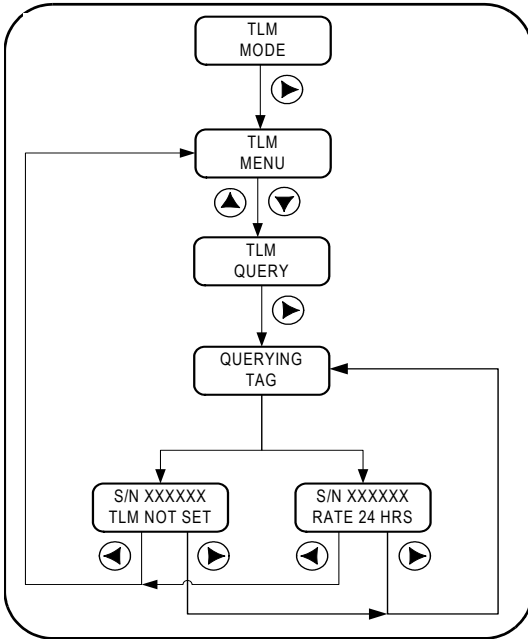 TLM
MODE
TLM
MENU
TLM
QUERY
QUERYING
TAG
S/N XXXXXX
TLM NOT SET
S/N XXXXXX
RATE 24 HRS